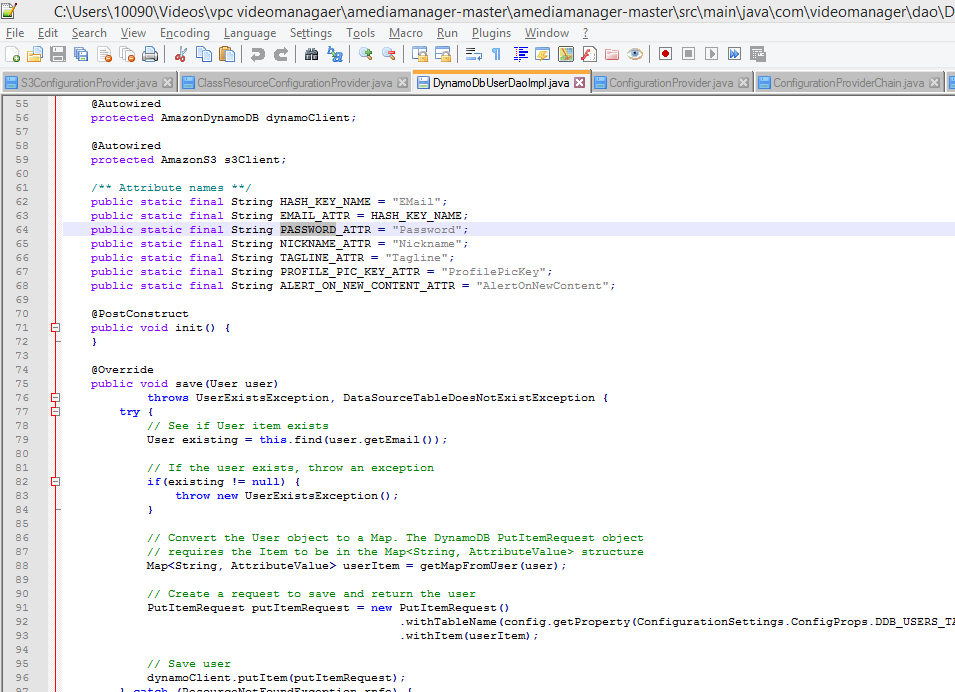 C:\Users\10090\Videos\vpc videomanagaer\amediamanager-master\amediamanager-master\src\main\java\com\videomanager\dao\D
File Edit Search View Encoding Language Settings Tools Macro Run Plugins Window ?
S3ConfigurationProvider.java ClassResourceConfigurationProvider.java DynamoDbUserDaoImpl.java ConfigurationProvider.java ConfigurationProviderChain.java
55 @Autowired
56 protected AmazonDynamoDB dynamoClient;
57
58 @Autowired
59 protected AmazonS3 s3Client;
60
61 /** Attribute names **/
62 public static final String HASH_KEY_NAME = "EMail";
63 public static final String EMAIL_ATTR = HASH_KEY_NAME;
64 public static final String PASSWORD_ATTR = "Password";
65 public static final String NICKNAME_ATTR = "Nickname";
66 public static final String TAGLINE_ATTR = "Tagline";
67 public static final String PROFILE_PIC_KEY_ATTR = "ProfilePicKey";
68 public static final String ALERT_ON_NEW_CONTENT_ATTR = "AlertOnNewContent";
69
70 @PostConstruct
71 public void init() {
72 }
73
74 @Override
75 public void save(User user)
76 throws UserExistsException, DataSourceTableDoesNotExistException {
77 try {
78 // See if User item exists
79 User existing = this.find(user.getEmail());
80
81 // If the user exists, throw an exception
82 if(existing != null) {
83 throw new UserExistsException();
84 }
85
86 // Convert the User object to a Map. The DynamoDB PutItemRequest object
87 // requires the Item to be in the Map<String, AttributeValue> structure
88 Map<String, AttributeValue> userItem = getMapFromUser(user);
89
90 // Create a request to save and return the user
91 PutItemRequest putItemRequest = new PutItemRequest()
92 .withTableName(config.getProperty(ConfigurationSettings.ConfigProps.DDB_USERS_TA
93 .withItem(userItem);
94
95 // Save user
96 dynamoClient.putItem(putItemRequest);
97 } catch (ResourceNotFoundException rnfe) {